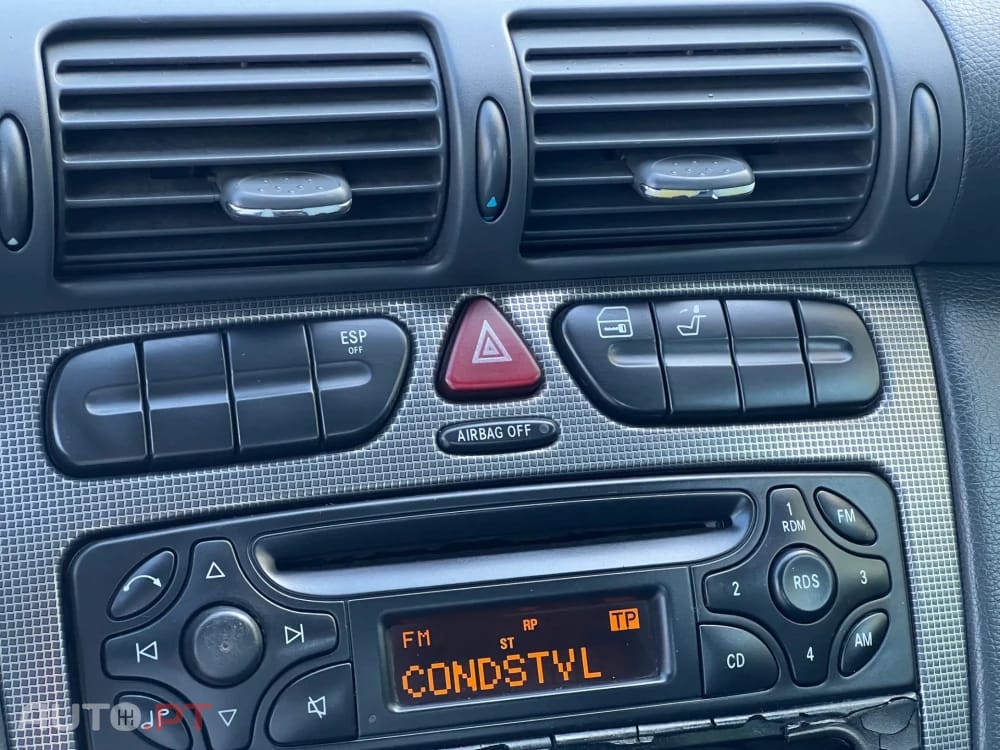 ESP
OFF
AIRBAG OFF
1
RDM
FM
2
RDS
3
4
AM
CD
FM
RP
TP
ST
CONDSTYL
AUTO.PT